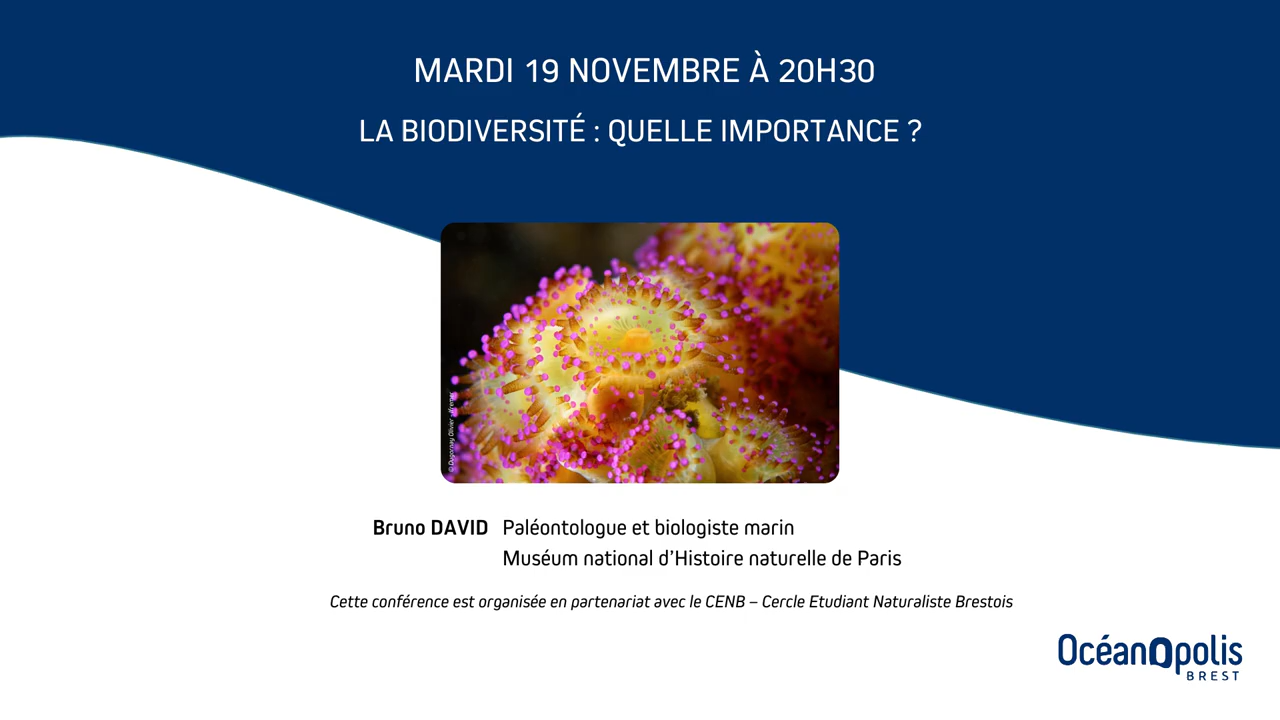 MARDI 19 NOVEMBRE À 20H30
LA BIODIVERSITÉ : QUELLE IMPORTANCE ?
Bruno DAVID Paléontologue et biologiste marin
Muséum national d’Histoire naturelle de Paris
Cette conférence est organisée en partenariat avec le CENB – Cercle Etudiant Naturaliste Brestois
OcéanOpolis
BREST